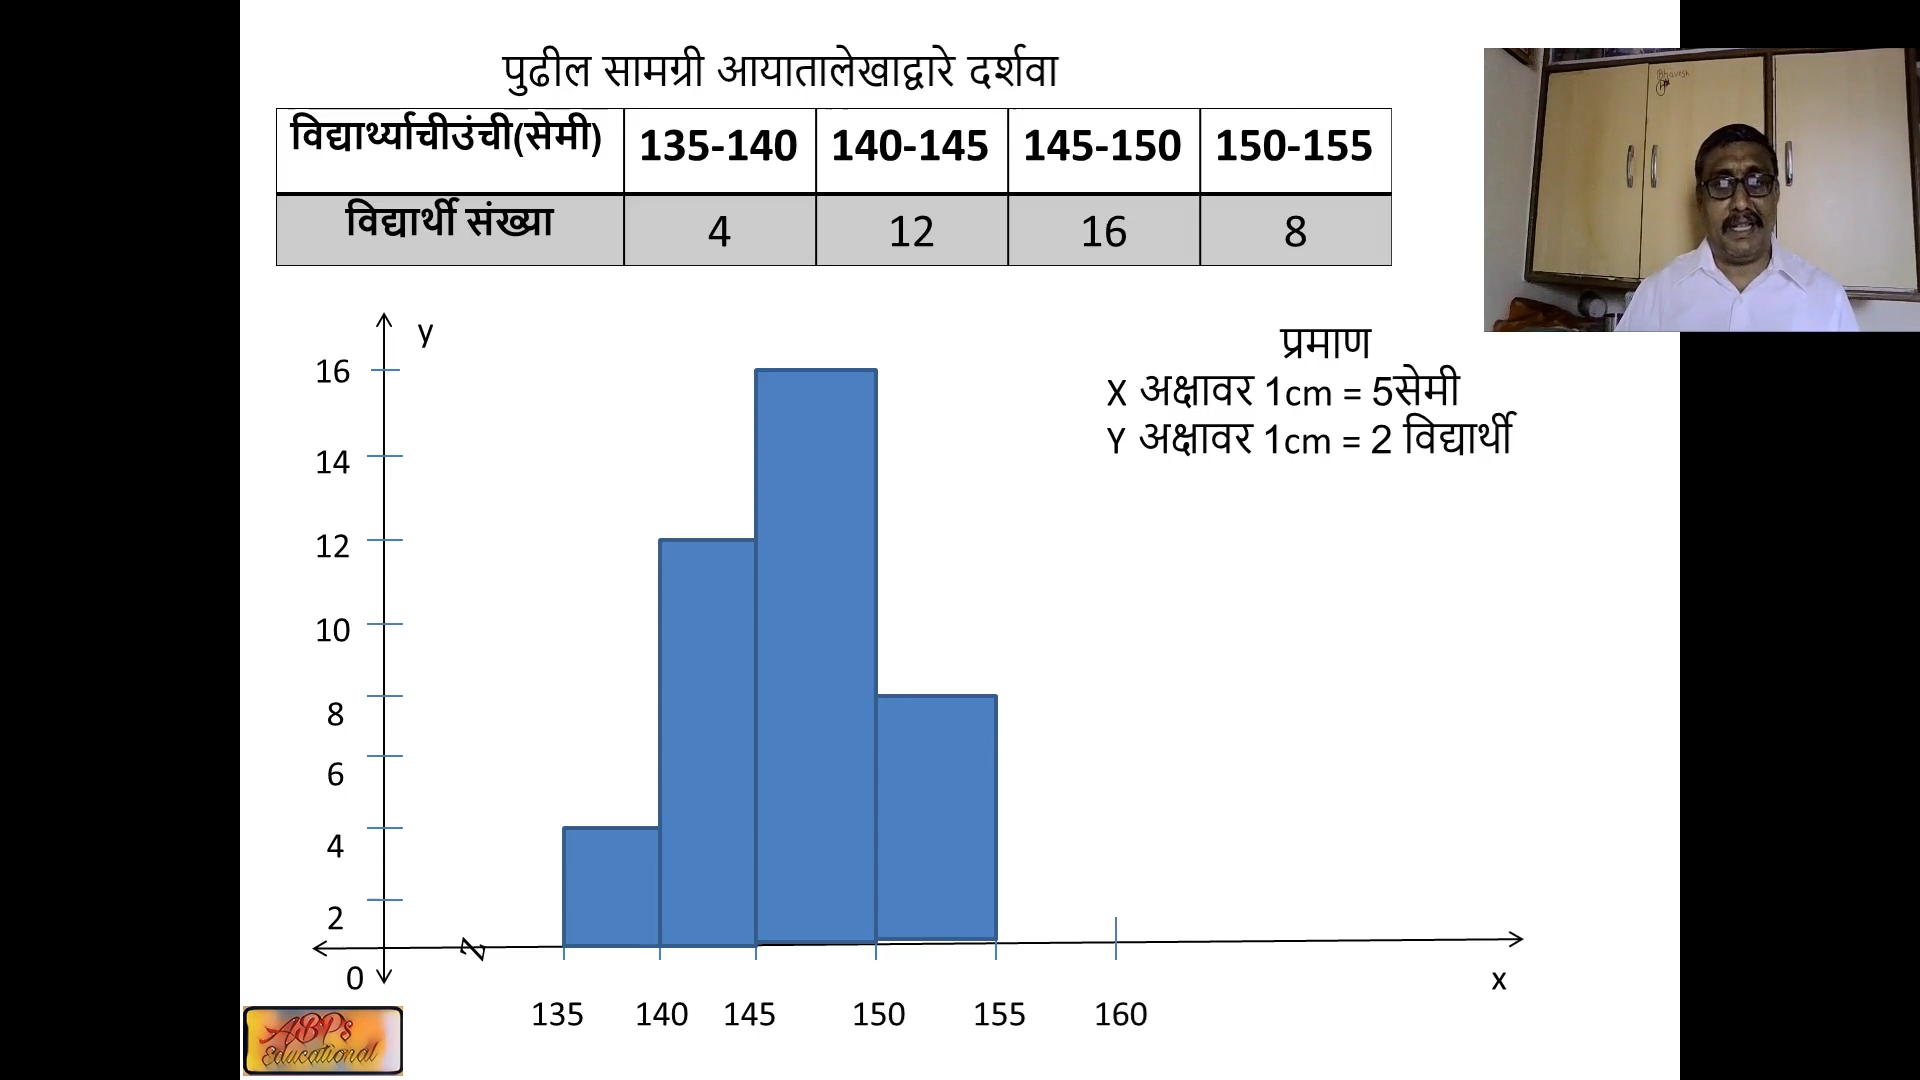 पुढील सामग्री आयातालेखाद्वारे दर्शवा
विद्यार्थ्याचीउंची(सेमी) 135-140 140-145 145-150 150-155
विद्यार्थी संख्या 4 12 16 8
y
प्रमाण
X अक्षावर 1cm = 5सेमी
Y अक्षावर 1cm = 2 विद्यार्थी
16
14
12
10
8
6
4
2
0
x
135 140 145 150 155 160
ABPs
Educational
Bhavesh